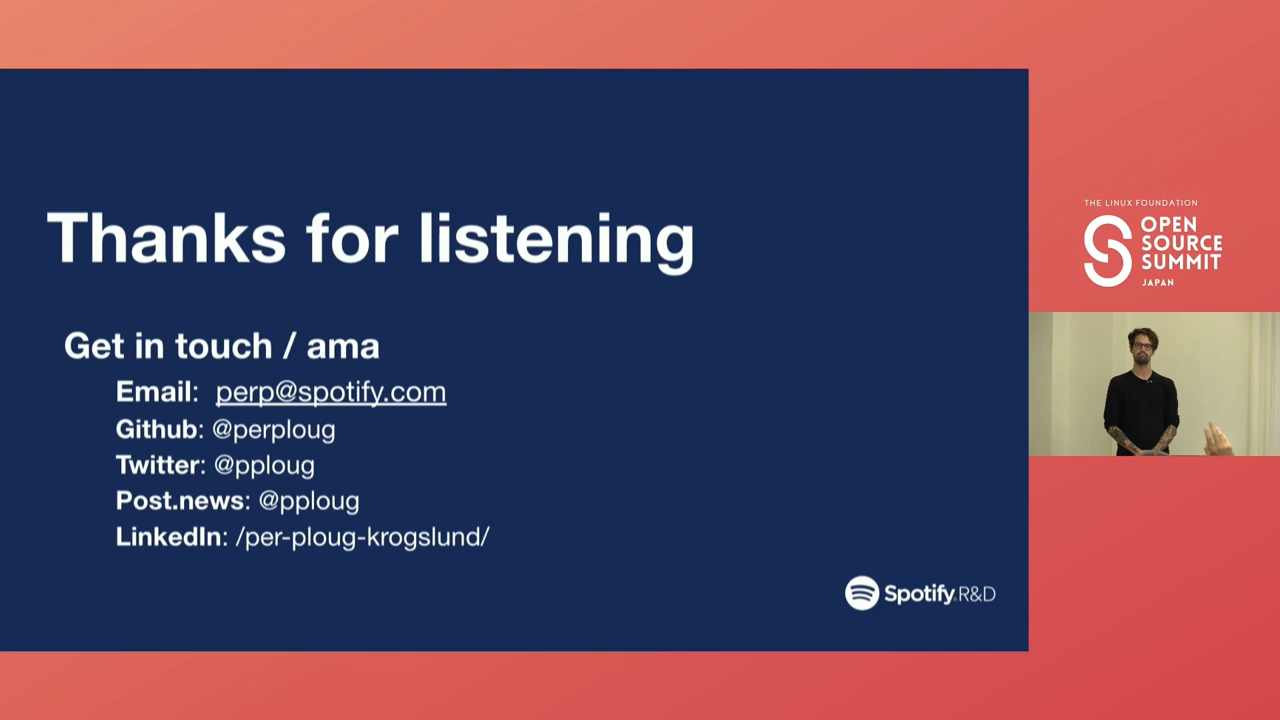 Thanks for listening
Get in touch / ama
Email: perp@spotify.com
Github: @perploug
Twitter: @pploug
Post.news: @pploug
LinkedIn: /per-ploug-krogslund/
Spotify R&D
THE LINUX FOUNDATION
OPEN
SOURCE
SUMMIT
JAPAN